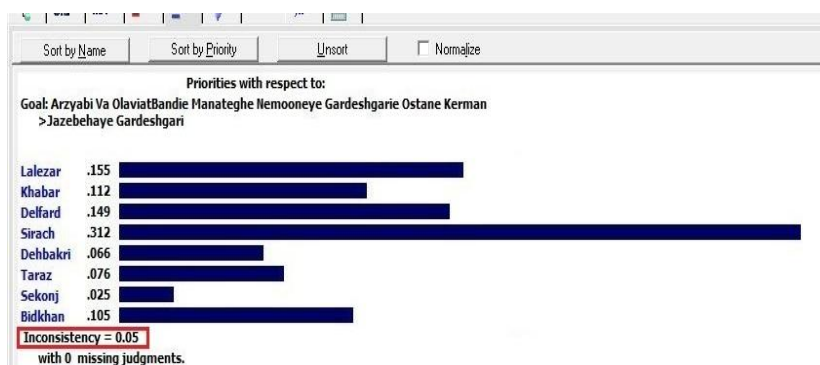 Sort by Name Sort by Priority Unsort Normalize
Priorities with respect to:
Goal: Arzyabi Va OlaviatBandie Manateghe Nemooneye Gardeshgarie Ostane Kerman
>Jazebehaye Gardeshgari
Lalezar .155
Khabar .112
Delfard .149
Sirach .312
Dehbakri .066
Taraz .076
Sekonj .025
Bidkhan .105
Inconsistency = 0.05
with 0 missing judgments.